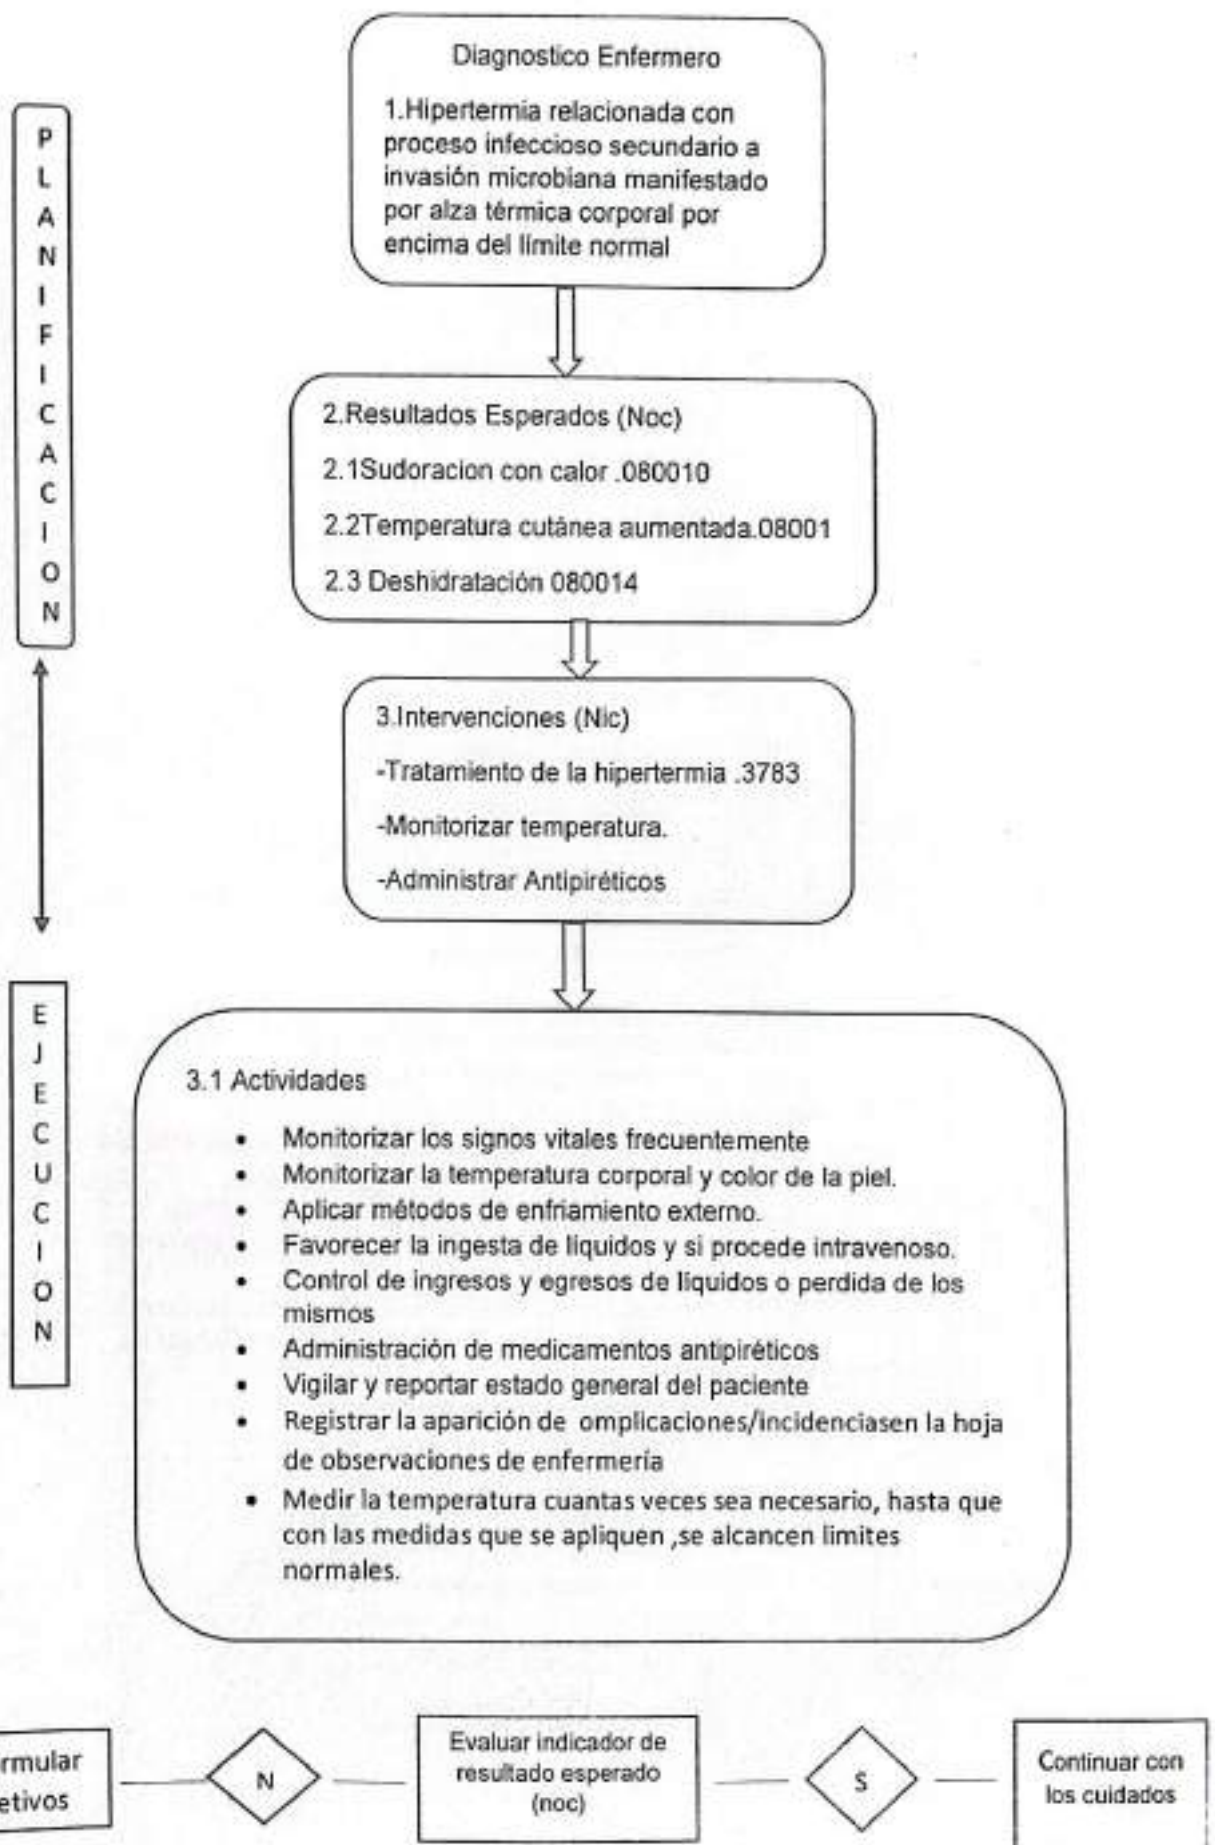 Diagnostico Enfermero
1.Hipertermia relacionada con
proceso infeccioso secundario a
invasión microbiana manifestado
por alza térmica corporal por
encima del límite normal
PLANIFICACION
2.Resultados Esperados (Noc)
2.1Sudoracion con calor .080010
2.2Temperatura cutánea aumentada.08001
2.3 Deshidratación 080014
3.Intervenciones (Nic)
-Tratamiento de la hipertermia .3783
-Monitorizar temperatura.
-Administrar Antipiréticos
EJECUCION
3.1 Actividades
• Monitorizar los signos vitales frecuentemente
• Monitorizar la temperatura corporal y color de la piel.
• Aplicar métodos de enfriamiento externo.
• Favorecer la ingesta de líquidos y si procede intravenoso.
• Control de ingresos y egresos de líquidos o perdida de los
mismos
• Administración de medicamentos antipiréticos
• Vigilar y reportar estado general del paciente
• Registrar la aparición de omplicaciones/incidenciasen la hoja
de observaciones de enfermería
• Medir la temperatura cuantas veces sea necesario, hasta que
con las medidas que se apliquen ,se alcancen limites
normales.
rmular
etivos
N
Evaluar indicador de
resultado esperado
(noc)
S
Continuar con
los cuidados